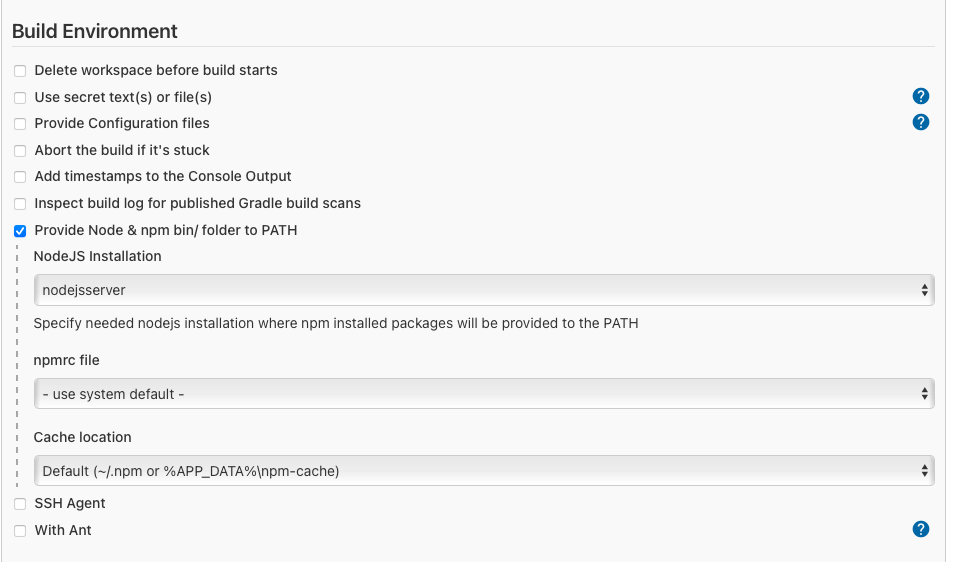 Build Environment
Delete workspace before build starts
Use secret text(s) or file(s)
?
Provide Configuration files
?
Abort the build if it's stuck
Add timestamps to the Console Output
Inspect build log for published Gradle build scans
Provide Node & npm bin/ folder to PATH
NodeJS Installation
nodejsserver
Specify needed nodejs installation where npm installed packages will be provided to the PATH
npmrc file
- use system default -
Cache location
Default (~/.npm or %APP_DATA%\npm-cache)
SSH Agent
With Ant
?